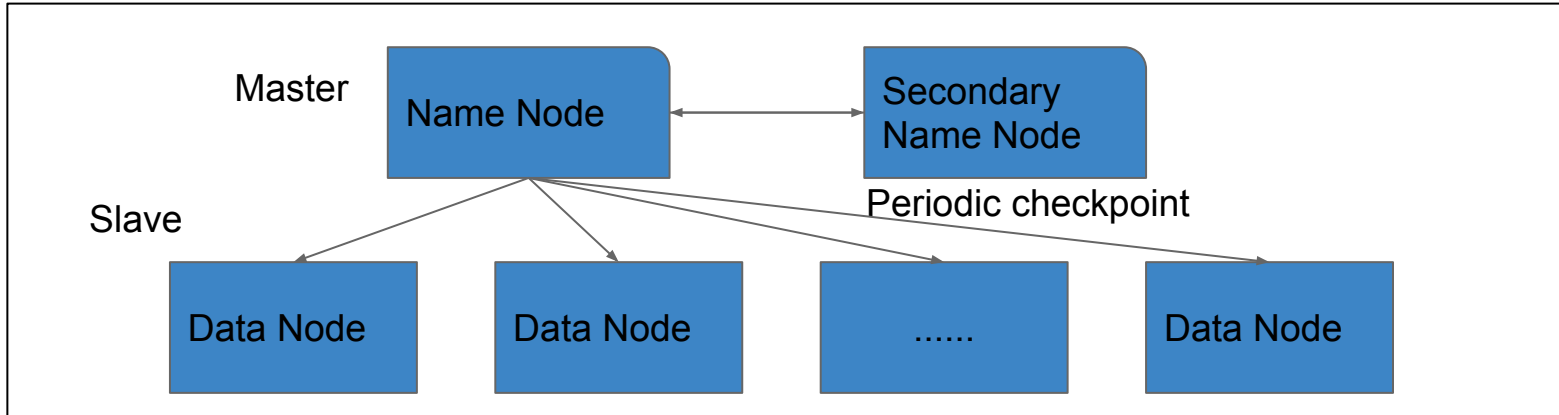 Master
Name Node
Secondary
Name Node
Periodic checkpoint
Slave
Data Node
Data Node
......
Data Node